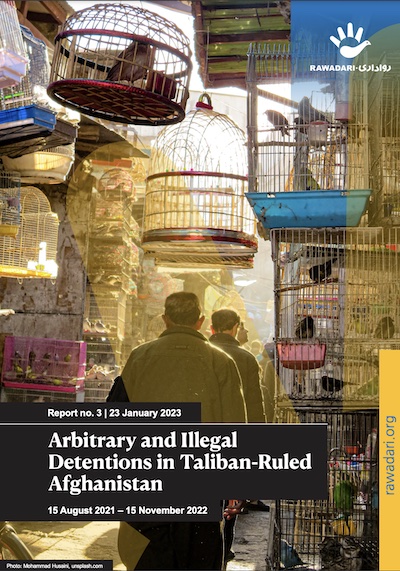 RAWADARI · رواداری
rawadari.org
Report no. 3 | 23 January 2023
Arbitrary and Illegal
Detentions in Taliban-Ruled
Afghanistan
15 August 2021 – 15 November 2022
Photo: Mohammad Husaini, unsplash.com